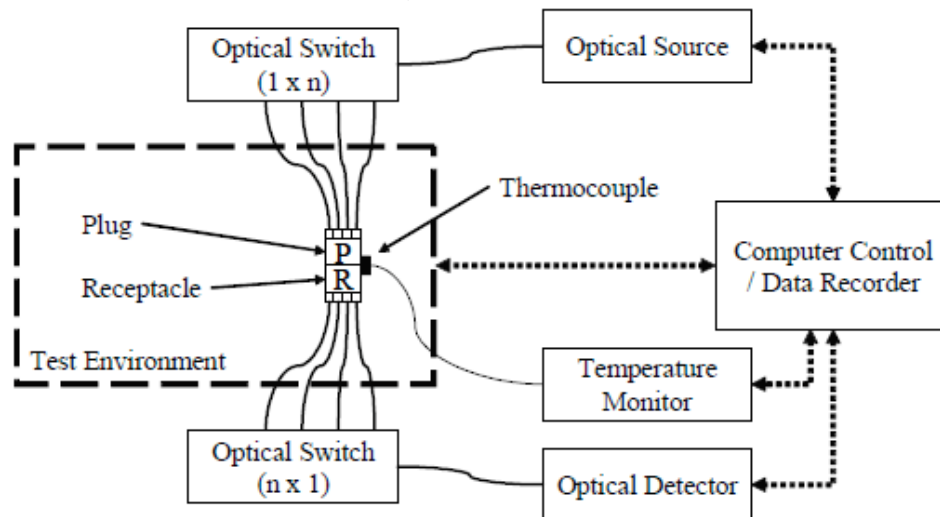 Optical Switch
(1 x n)
Optical Source
Thermocouple
Plug
P
Receptacle
R
Computer Control
/ Data Recorder
Test Environment
Temperature
Monitor
Optical Switch
(n x 1)
Optical Detector